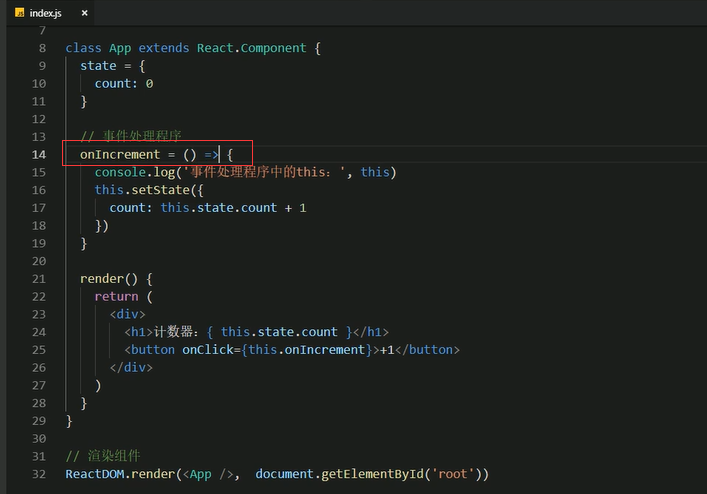 JS index.js ×
7
8 class App extends React.Component {
9 state = {
10 count: 0
11 }
12
13 // 事件处理程序
14 onIncrement = () => {
15 console.log('事件处理程序中的this：', this)
16 this.setState({
17 count: this.state.count + 1
18 })
19 }
20
21 render() {
22 return (
23 <div>
24 <h1>计数器：{ this.state.count }</h1>
25 <button onClick={this.onIncrement}>+1</button>
26 </div>
27 )
28 }
29 }
30
31 // 渲染组件
32 ReactDOM.render(<App />, document.getElementById('root'))